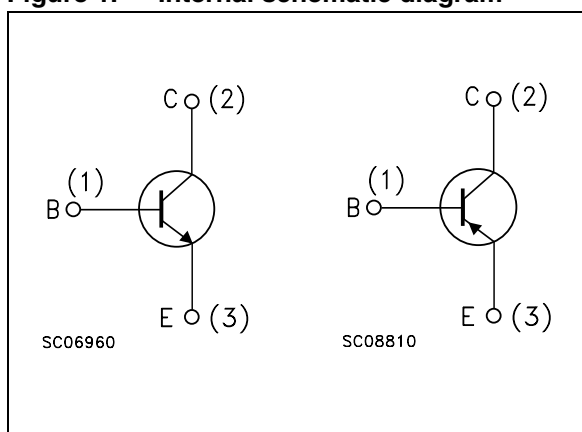 Figure 1. Internal schematic diagram
C (2) C (2)
(1) (1)
B B
E (3) E (3)
SC06960 SC08810